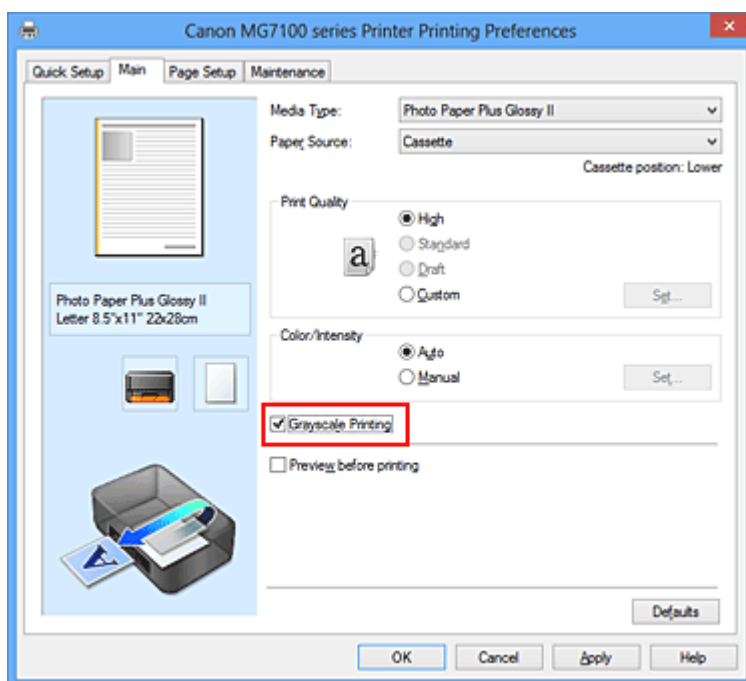 Canon MG7100 series Printer Printing Preferences
Quick Setup Main Page Setup Maintenance
Media Type: Photo Paper Plus Glossy II
Paper Source: Cassette
Cassette position: Lower
Print Quality
High
a
Standard
Draft
Custom Set...
Photo Paper Plus Glossy II
Letter 8.5"x11" 22x28cm
Color/Intensity
Auto
Manual Set...
Grayscale Printing
Preview before printing
A
Defaults
OK Cancel Apply Help